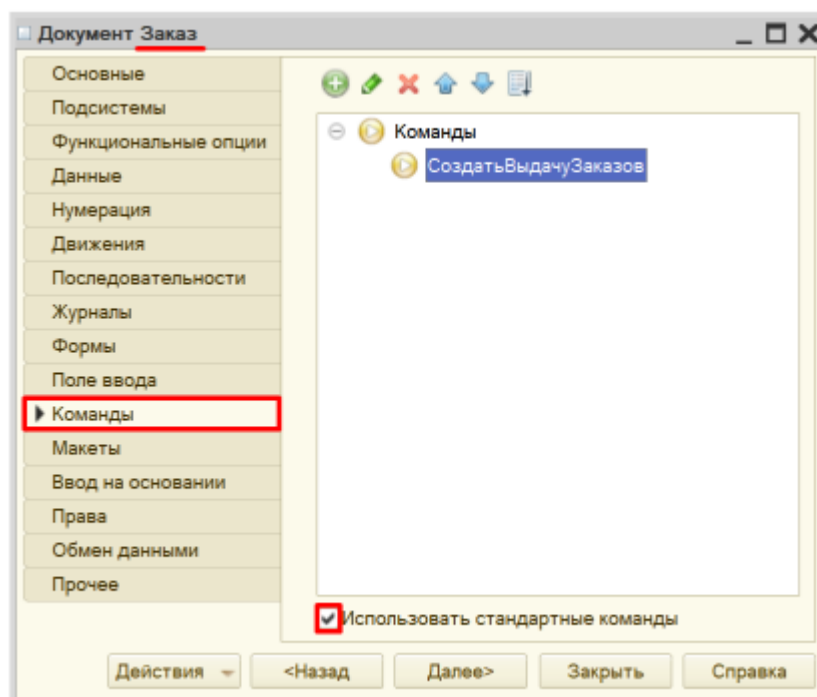 Документ Заказ
Основные
Подсистемы
Функциональные опции
Данные
Нумерация
Движения
Последовательности
Журналы
Формы
Поле ввода
Команды
Макеты
Ввод на основании
Права
Обмен данными
Прочее
Команды
СоздатьВыдачуЗаказов
Использовать стандартные команды
Действия
<Назад
Далее>
Закрыть
Справка